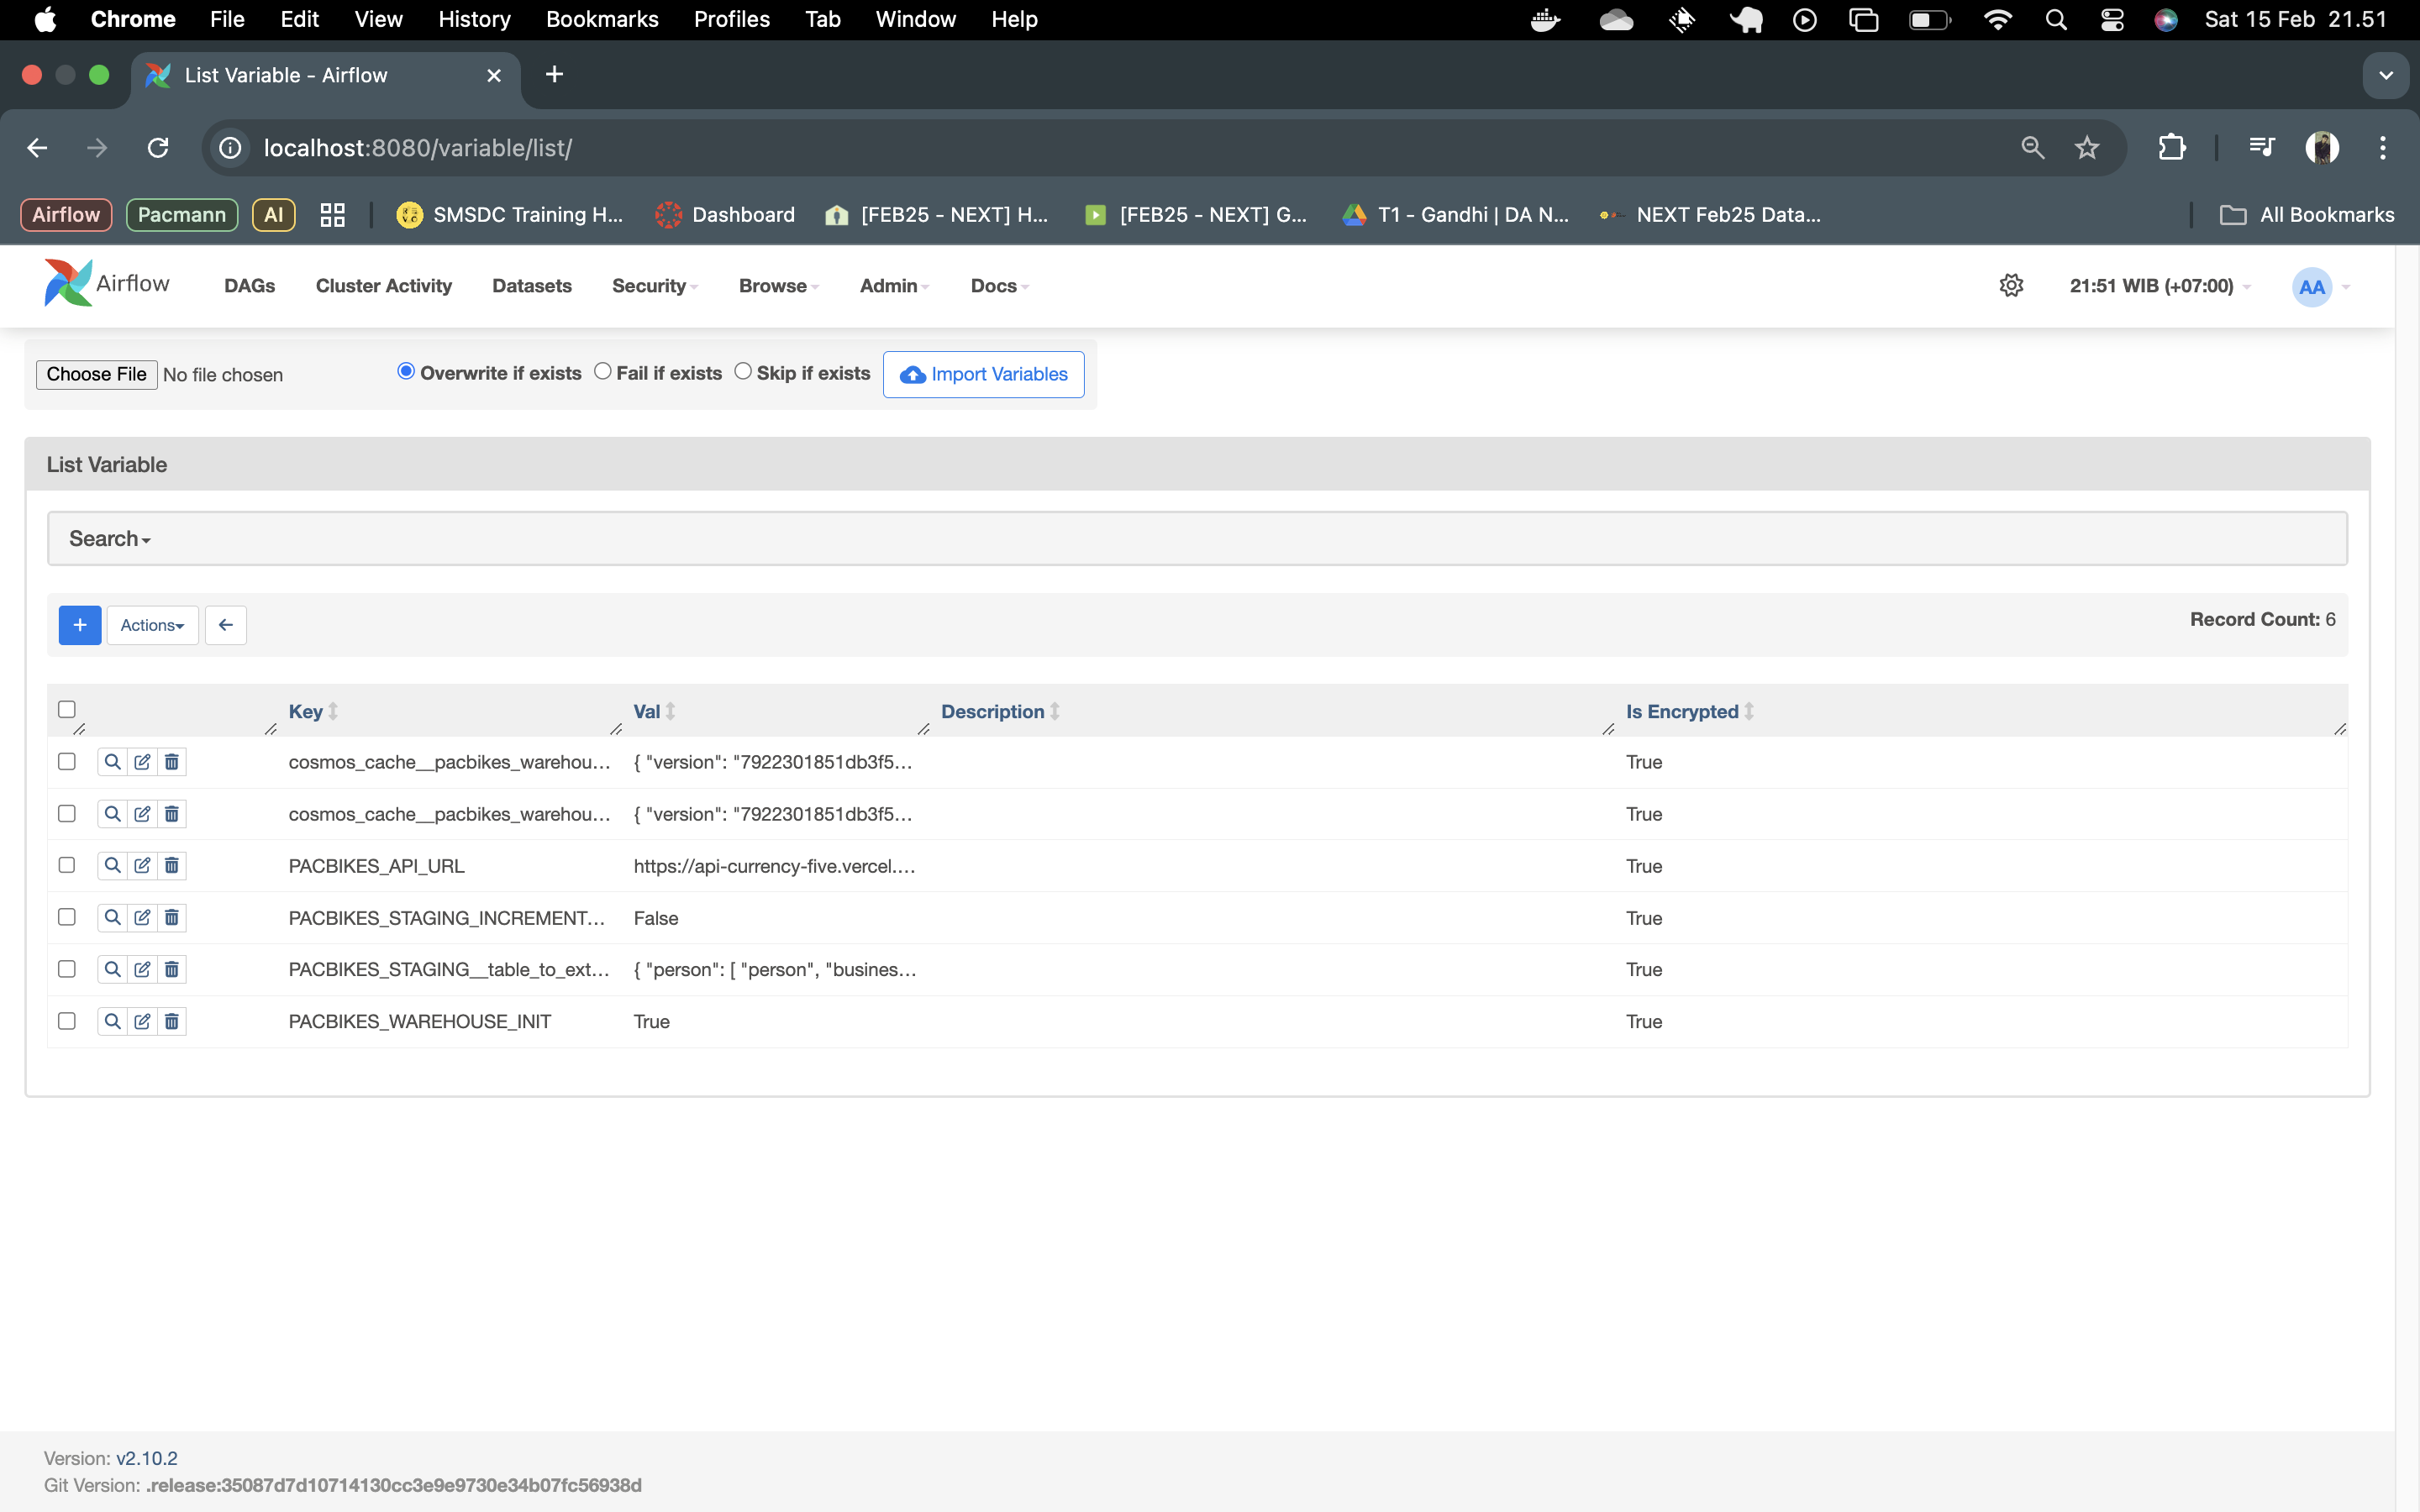 Chrome File Edit View History Bookmarks Profiles Tab Window Help Sat 15 Feb 21.51
List Variable - Airflow
localhost:8080/variable/list/
Airflow Pacmann AI SMSDC Training H... Dashboard [FEB25 - NEXT] H... [FEB25 - NEXT] G... T1 - Gandhi | DA N... NEXT Feb25 Data... All Bookmarks
Airflow DAGs Cluster Activity Datasets Security Browse Admin Docs 21:51 WIB (+07:00) AA
Choose File No file chosen Overwrite if exists Fail if exists Skip if exists Import Variables
List Variable
Search
+ Actions Record Count: 6
Key Val Description Is Encrypted
cosmos_cache__pacbikes_warehou... { "version": "7922301851db3f5... True
cosmos_cache__pacbikes_warehou... { "version": "7922301851db3f5... True
PACBIKES_API_URL https://api-currency-five.vercel.... True
PACBIKES_STAGING_INCREMENT... False True
PACBIKES_STAGING__table_to_ext... { "person": [ "person", "busines... True
PACBIKES_WAREHOUSE_INIT True True
Version: v2.10.2
Git Version: .release:35087d7d10714130cc3e9e9730e34b07fc56938d